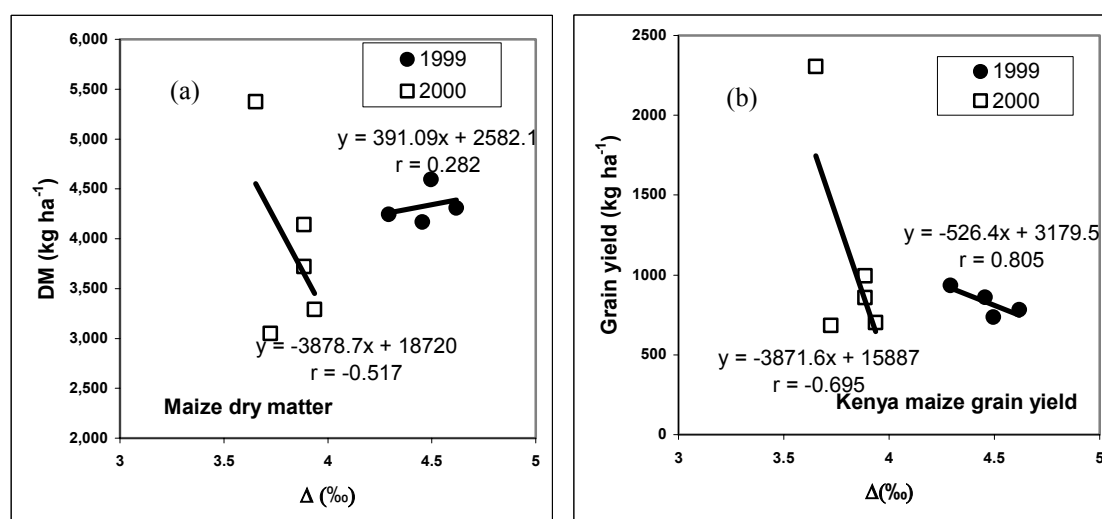 6,000
5,500
5,000
4,500
4,000
3,500
3,000
2,500
2,000
DM (kg ha⁻¹)
(a)
1999
2000
y = 391.09x + 2582.1
r = 0.282
y = -3878.7x + 18720
r = -0.517
Maize dry matter
3 3.5 4 4.5 5
Δ (‰)
2500
2000
1500
1000
500
0
Grain yield (kg ha⁻¹)
(b)
1999
2000
y = -526.4x + 3179.5
r = 0.805
y = -3871.6x + 15887
r = -0.695
Kenya maize grain yield
3 3.5 4 4.5 5
Δ(‰)